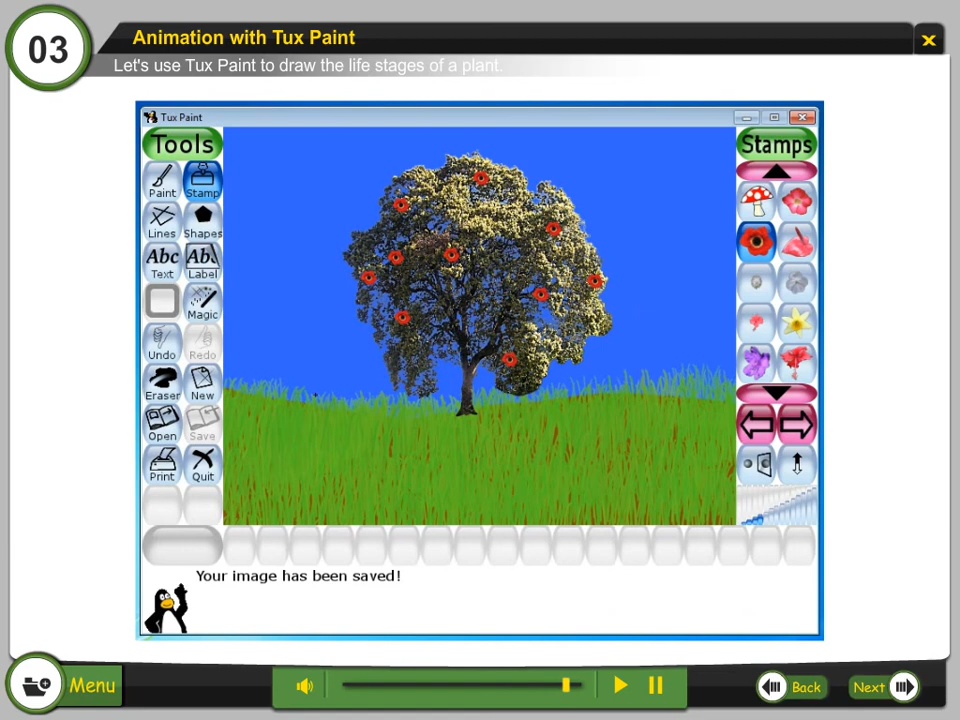 03
Animation with Tux Paint
x
Let's use Tux Paint to draw the life stages of a plant.
Tux Paint
Tools
Stamps
Paint
Stamp
Lines
Shapes
Abc
Text
Abc
Label
Magic
Undo
Redo
Eraser
New
Open
Save
Print
Quit
Your image has been saved!
Menu
Back
Next